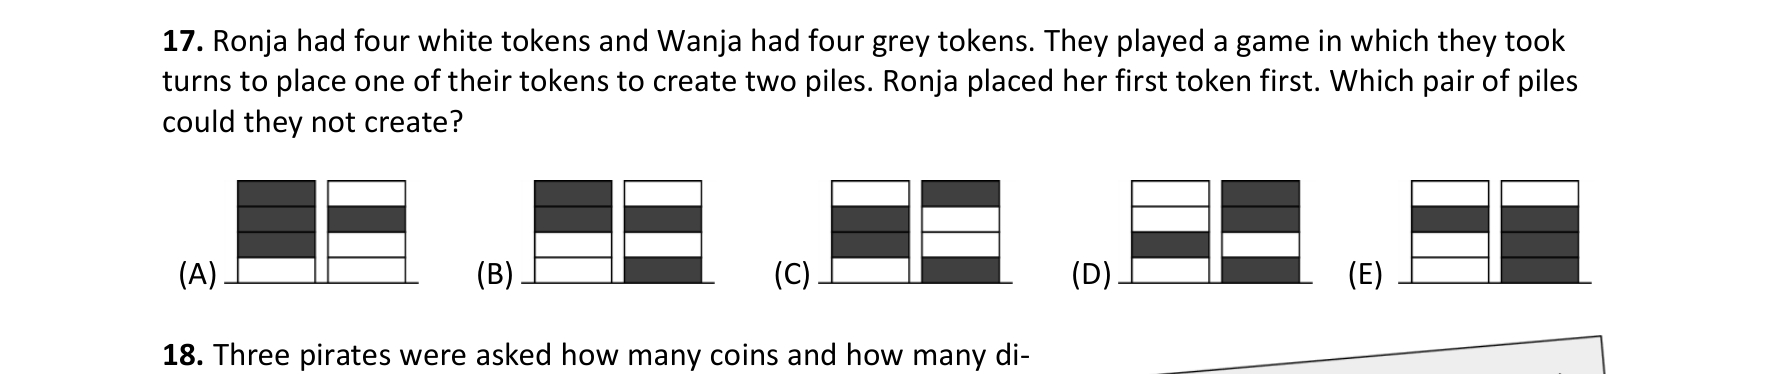 17. Ronja had four white tokens and Wanja had four grey tokens. They played a game in which they took
turns to place one of their tokens to create two piles. Ronja placed her first token first. Which pair of piles
could they not create?
(A) (B) (C) (D) (E)
18. Three pirates were asked how many coins and how many di-